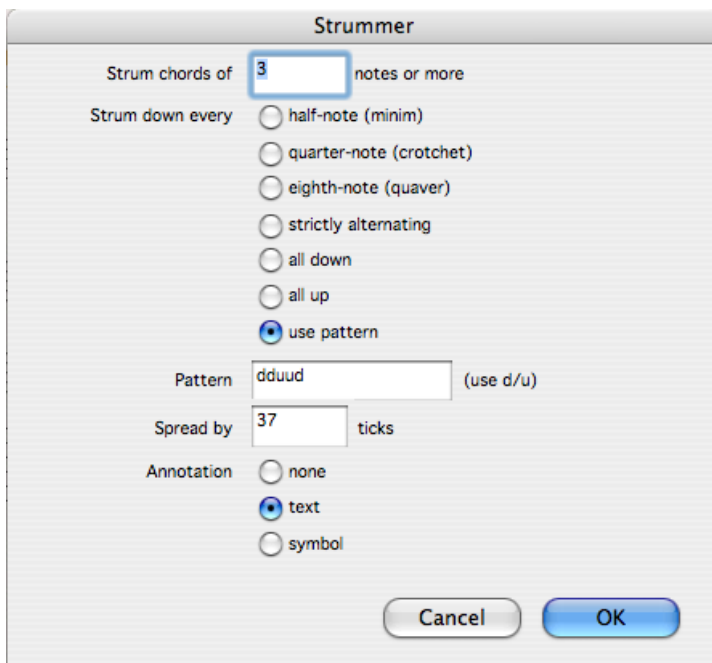 Strummer
Strum chords of 3 notes or more
Strum down every half-note (minim)
quarter-note (crotchet)
eighth-note (quaver)
strictly alternating
all down
all up
use pattern
Pattern dduud (use d/u)
Spread by 37 ticks
Annotation none
text
symbol
Cancel OK